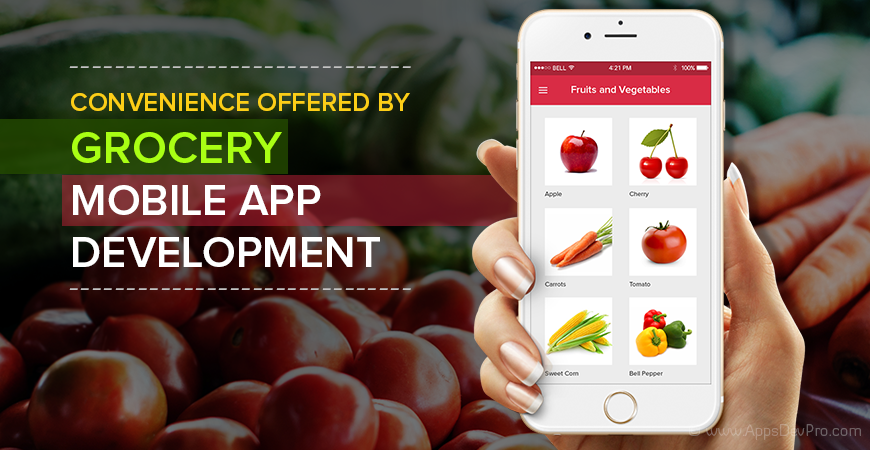 CONVENIENCE OFFERED BY
GROCERY
MOBILE APP
DEVELOPMENT
BELL 4:21 PM 100%
Fruits and Vegetables
Apple Cherry
Carrots Tomato
Sweet Corn Bell Pepper
© www.AppsDevPro.com